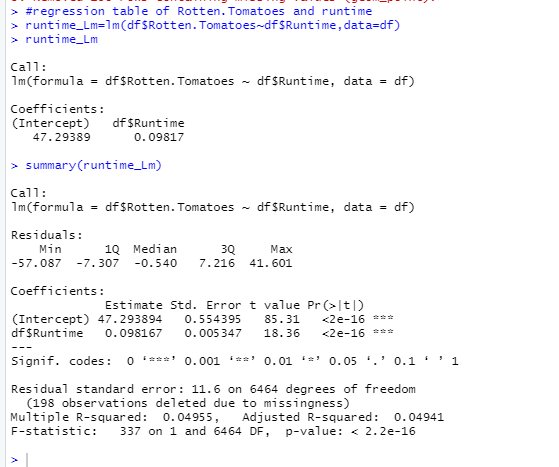 > #regression table of Rotten.Tomatoes and runtime
> runtime_Lm=lm(df$Rotten.Tomatoes~df$Runtime,data=df)
> runtime_Lm
Call:
lm(formula = df$Rotten.Tomatoes ~ df$Runtime, data = df)
Coefficients:
(Intercept)   df$Runtime
   47.29389      0.09817
> summary(runtime_Lm)
Call:
lm(formula = df$Rotten.Tomatoes ~ df$Runtime, data = df)
Residuals:
    Min      1Q  Median      3Q     Max
-57.087  -7.307  -0.540   7.216  41.601
Coefficients:
             Estimate Std. Error t value Pr(>|t|)
(Intercept) 47.293894   0.554395   85.31   <2e-16 ***
df$Runtime   0.098167   0.005347   18.36   <2e-16 ***
---
Signif. codes:  0 ‘***’ 0.001 ‘**’ 0.01 ‘*’ 0.05 ‘.’ 0.1 ‘ ’ 1
Residual standard error: 11.6 on 6464 degrees of freedom
  (198 observations deleted due to missingness)
Multiple R-squared:  0.04955,  Adjusted R-squared:  0.04941
F-statistic:   337 on 1 and 6464 DF,  p-value: < 2.2e-16
>